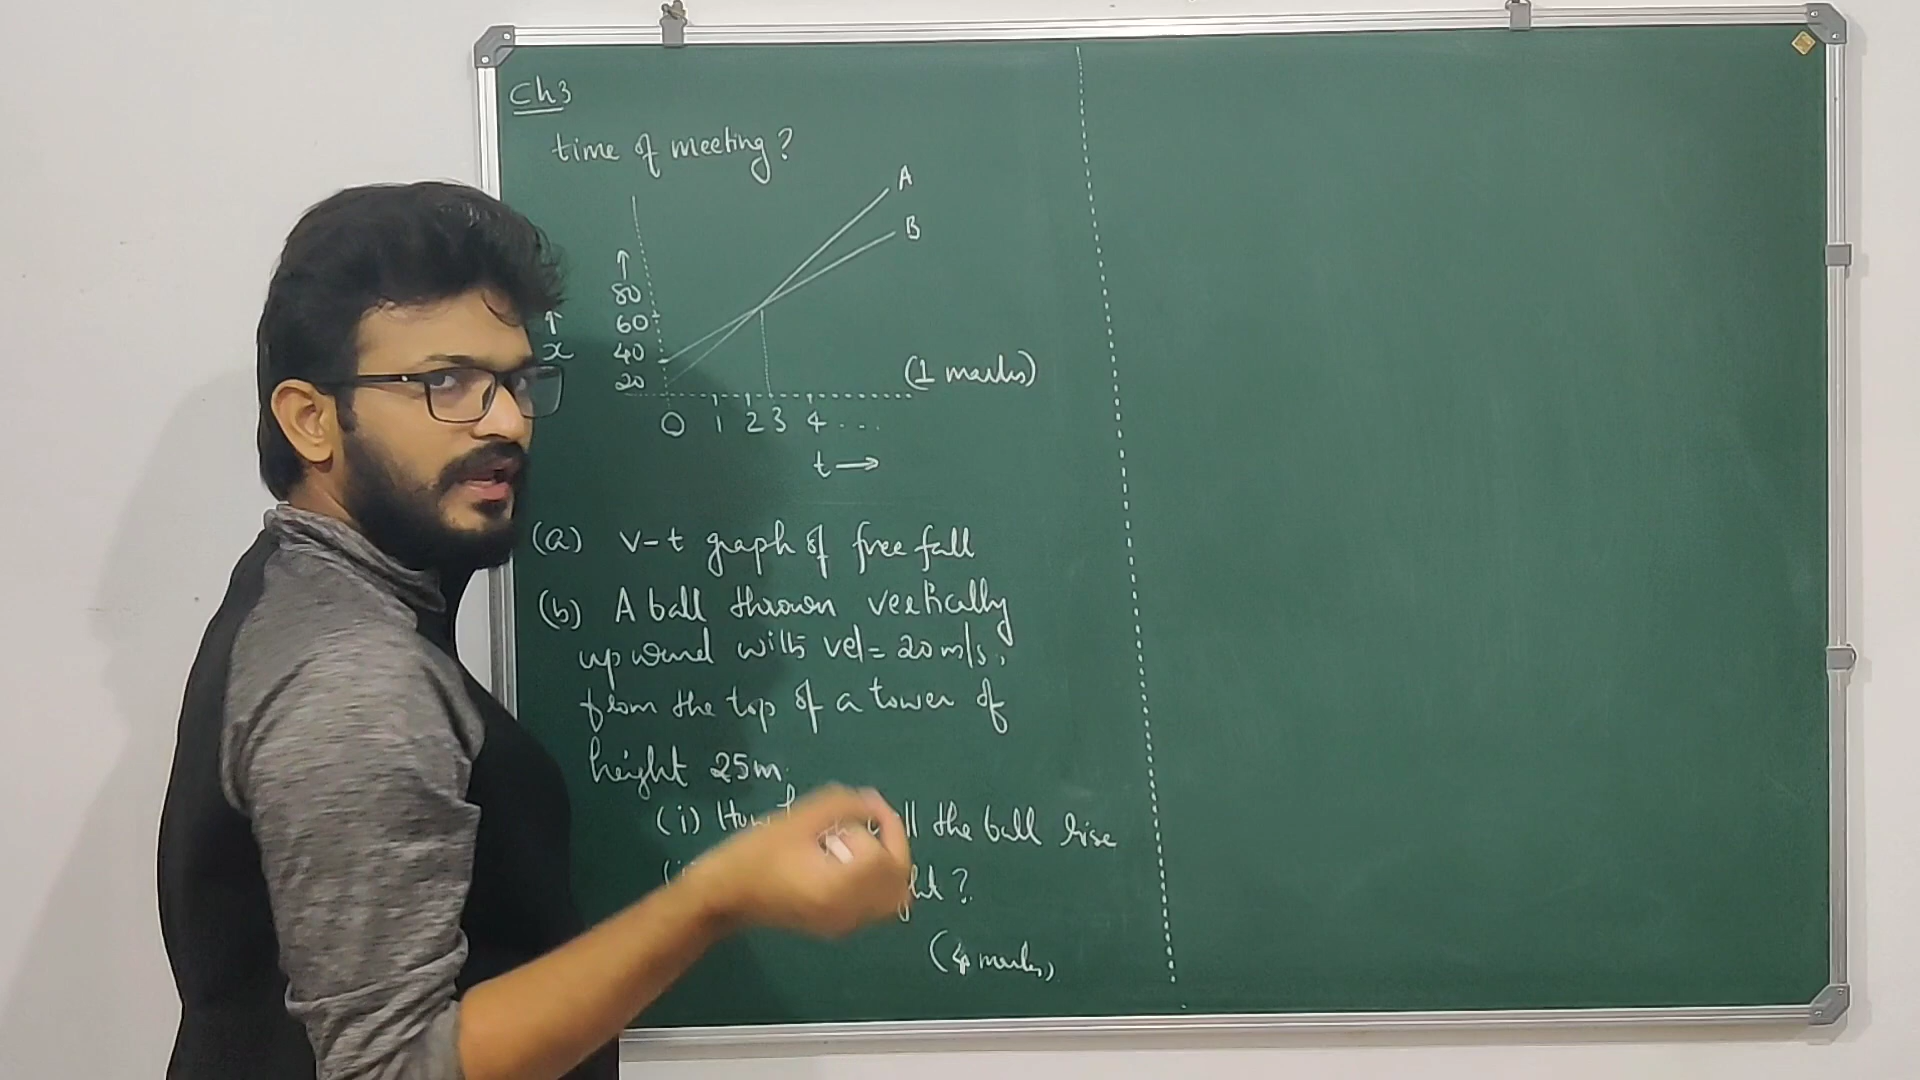 Ch3
time of meeting?
A
B
↑
80
↑ 60
x 40
20
(1 marks)
0 1 2 3 4 ...
t →
(a) v-t graph of free fall
(b) A ball thrown vertically
upward with vel = 20 m/s,
from the top of a tower of
height 25m.
(i) How the ball rise
?
(4 marks)